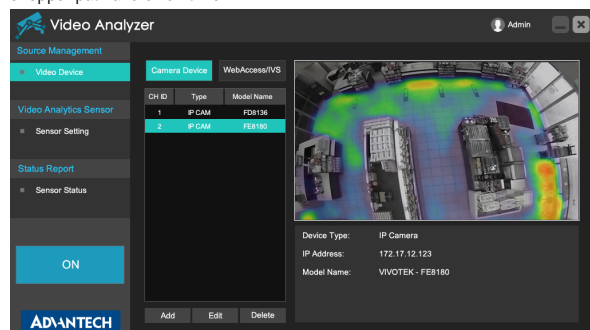 Video Analyzer
Admin
Source Management
Video Device
Video Analytics Sensor
Sensor Setting
Status Report
Sensor Status
ON
ADVANTECH
Camera Device WebAccess/IVS
CH ID Type Model Name
1 IP CAM FD8136
2 IP CAM FE8180
Add Edit Delete
Device Type: IP Camera
IP Address: 172.17.12.123
Model Name: VIVOTEK - FE8180